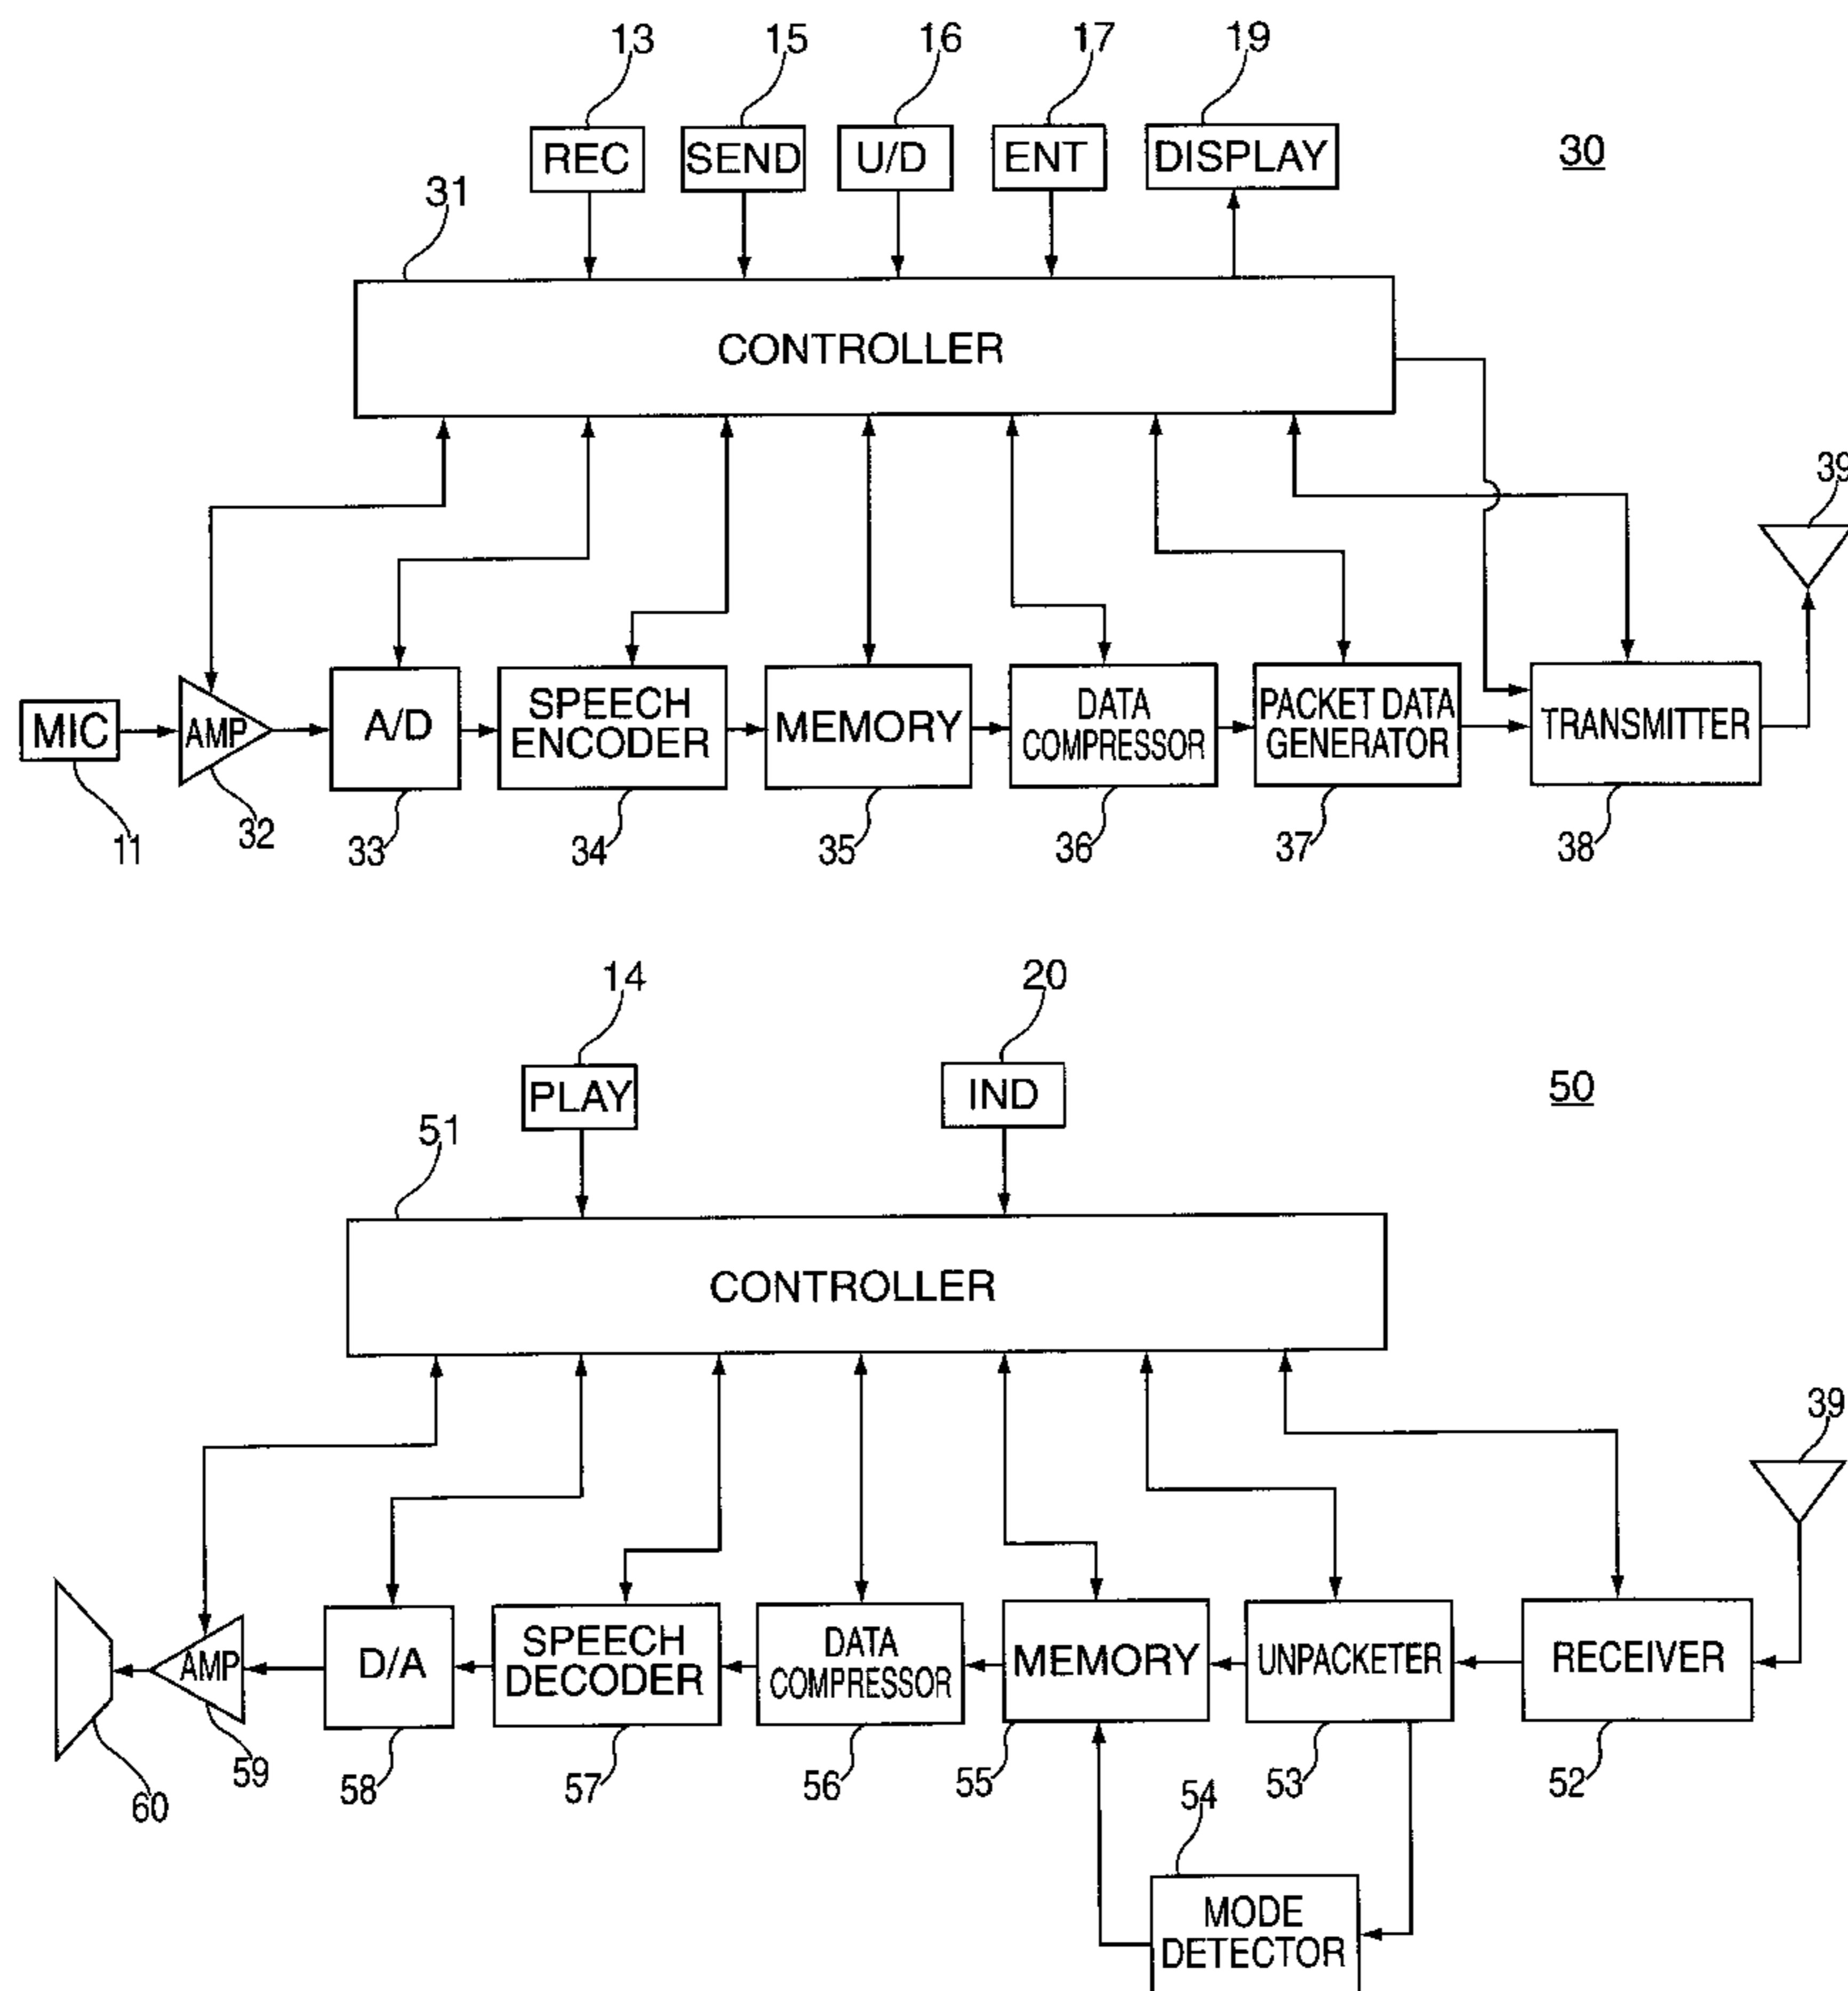 13 15 16 17 19
REC SEND U/D ENT DISPLAY 30
31
CONTROLLER
39
MIC AMP A/D SPEECH ENCODER MEMORY DATA COMPRESSOR PACKET DATA GENERATOR TRANSMITTER
11 32 33 34 35 36 37 38
14 20
PLAY IND 50
51
CONTROLLER
39
AMP D/A SPEECH DECODER DATA COMPRESSOR MEMORY UNPACKETER RECEIVER
60 59 58 57 56 55 53 52
54
MODE
DETECTOR